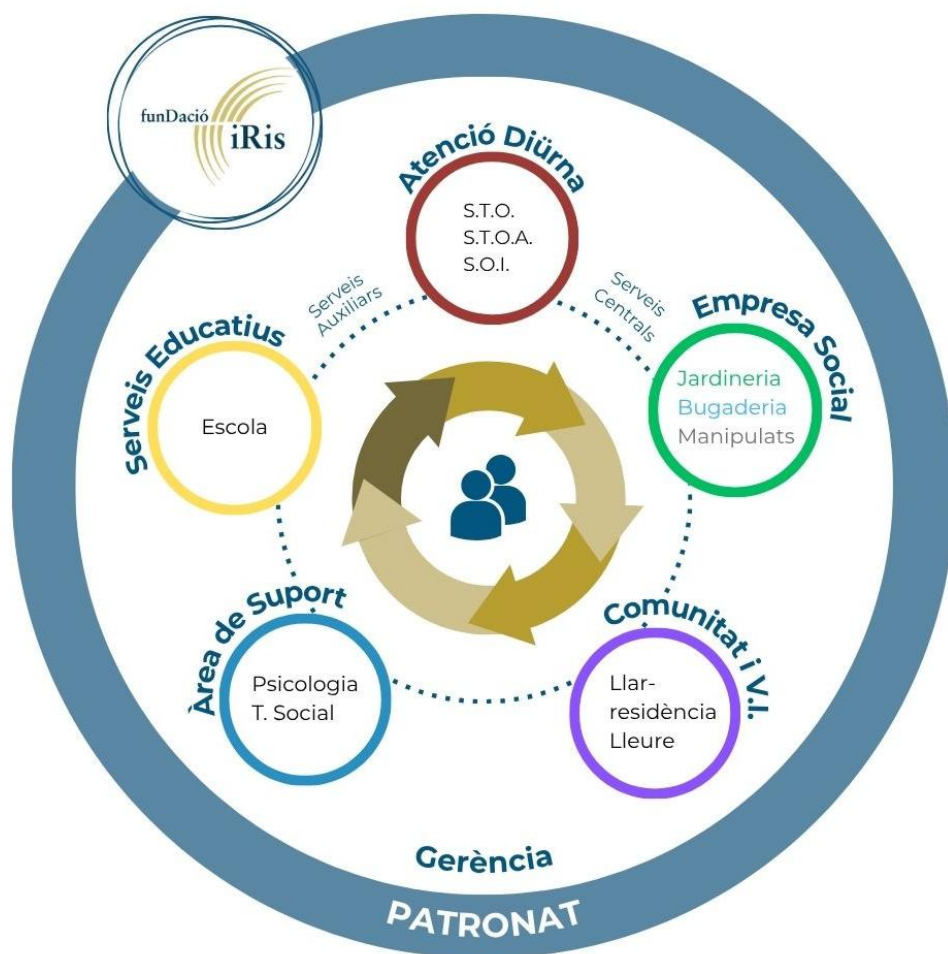 funDació
iRis
Atenció Diürna
S.T.O.
S.T.O.A.
S.O.I.
Serveis
Auxiliars
Serveis
Centrals
Serveis Educatius
Escola
Empresa Social
Jardineria
Bugaderia
Manipulats
Àrea de Suport
Psicologia
T. Social
Comunitat i V.I.
Llar-
residència
Lleure
Gerència
PATRONAT